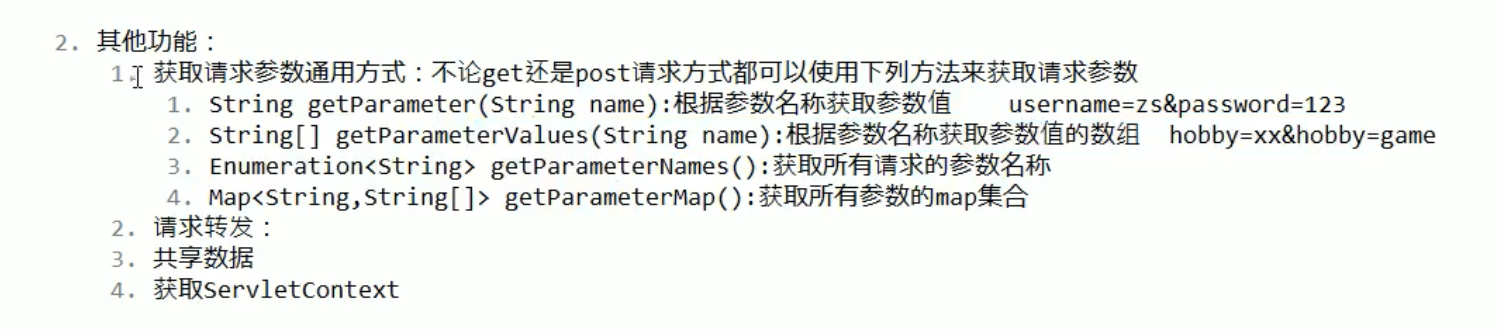 2. 其他功能：
1. 获取请求参数通用方式：不论get还是post请求方式都可以使用下列方法来获取请求参数
1. String getParameter(String name):根据参数名称获取参数值 username=zs&password=123
2. String[] getParameterValues(String name):根据参数名称获取参数值的数组 hobby=xx&hobby=game
3. Enumeration<String> getParameterNames():获取所有请求的参数名称
4. Map<String,String[]> getParameterMap():获取所有参数的map集合
2. 请求转发：
3. 共享数据
4. 获取ServletContext